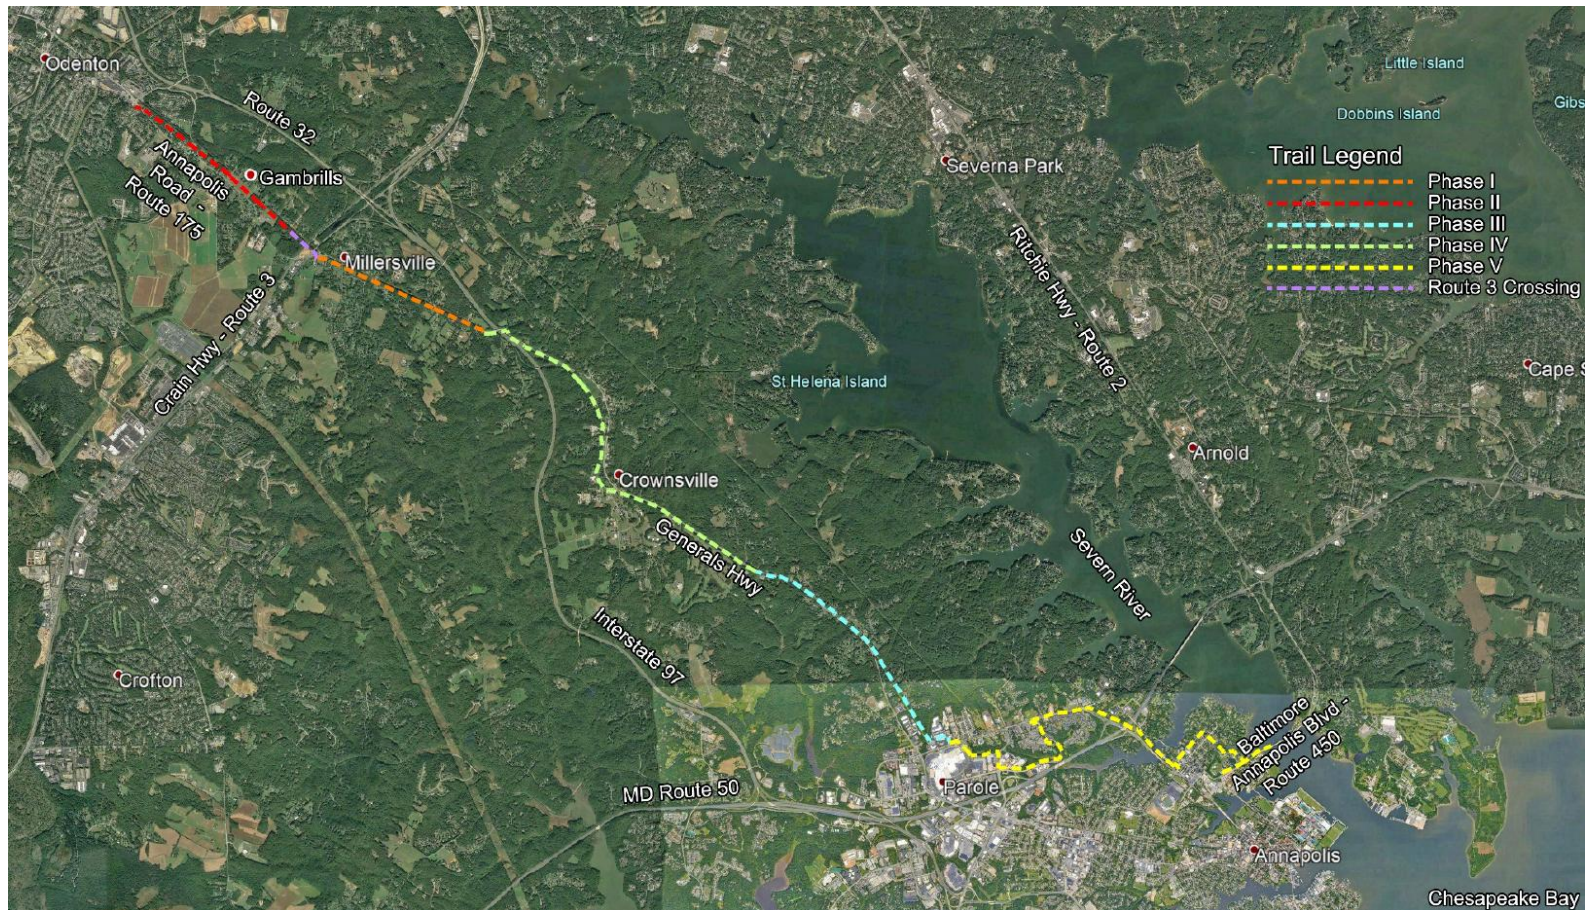 Odenton
Route 32
Little Island
Gibs
Dobbins Island
Annapolis
Road -
Route 175
Gambrills
Severna Park
Trail Legend
Phase I
Phase II
Phase III
Phase IV
Phase V
Route 3 Crossing
Millersville
Crain Hwy - Route 3
Ritchie Hwy - Route 2
St Helena Island
Cape S
Arnold
Crownsville
Generals Hwy
Severn River
Interstate 97
Crofton
Baltimore
Annapolis Blvd -
Route 450
MD Route 50
Parole
Annapolis
Chesapeake Bay